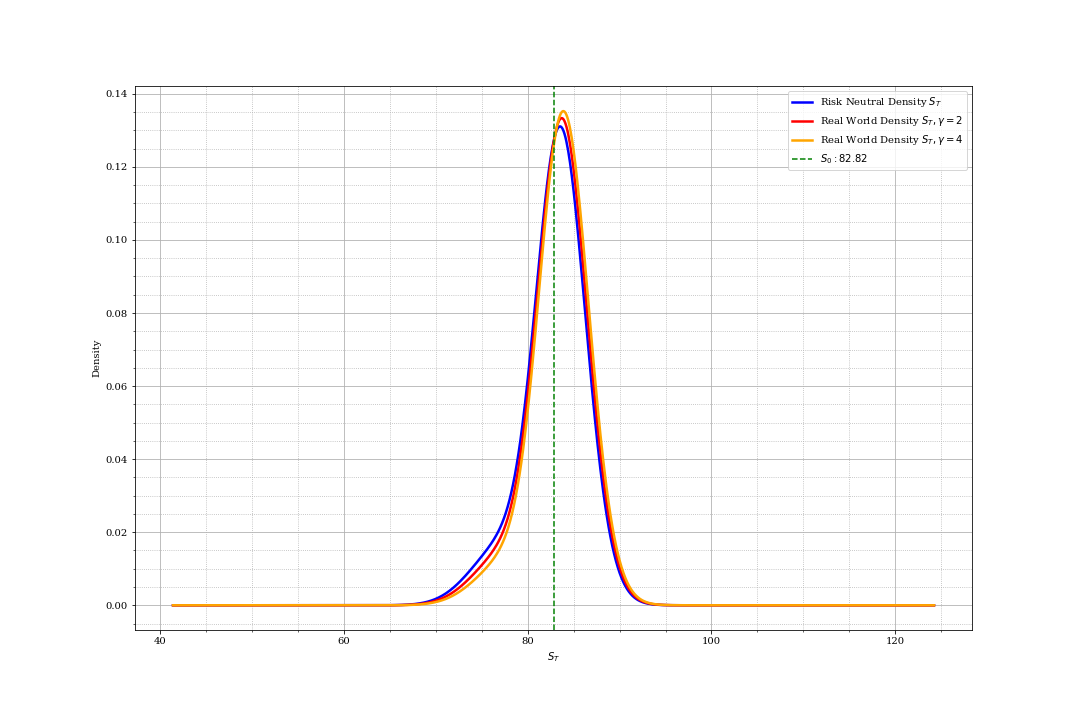 Risk Neutral Density $S_T$
Real World Density $S_T, \gamma = 2$
Real World Density $S_T, \gamma = 4$
$S_0 : 82.82$
0.14
0.12
0.10
0.08
0.06
0.04
0.02
0.00
Density
40 60 80 100 120
$S_T$